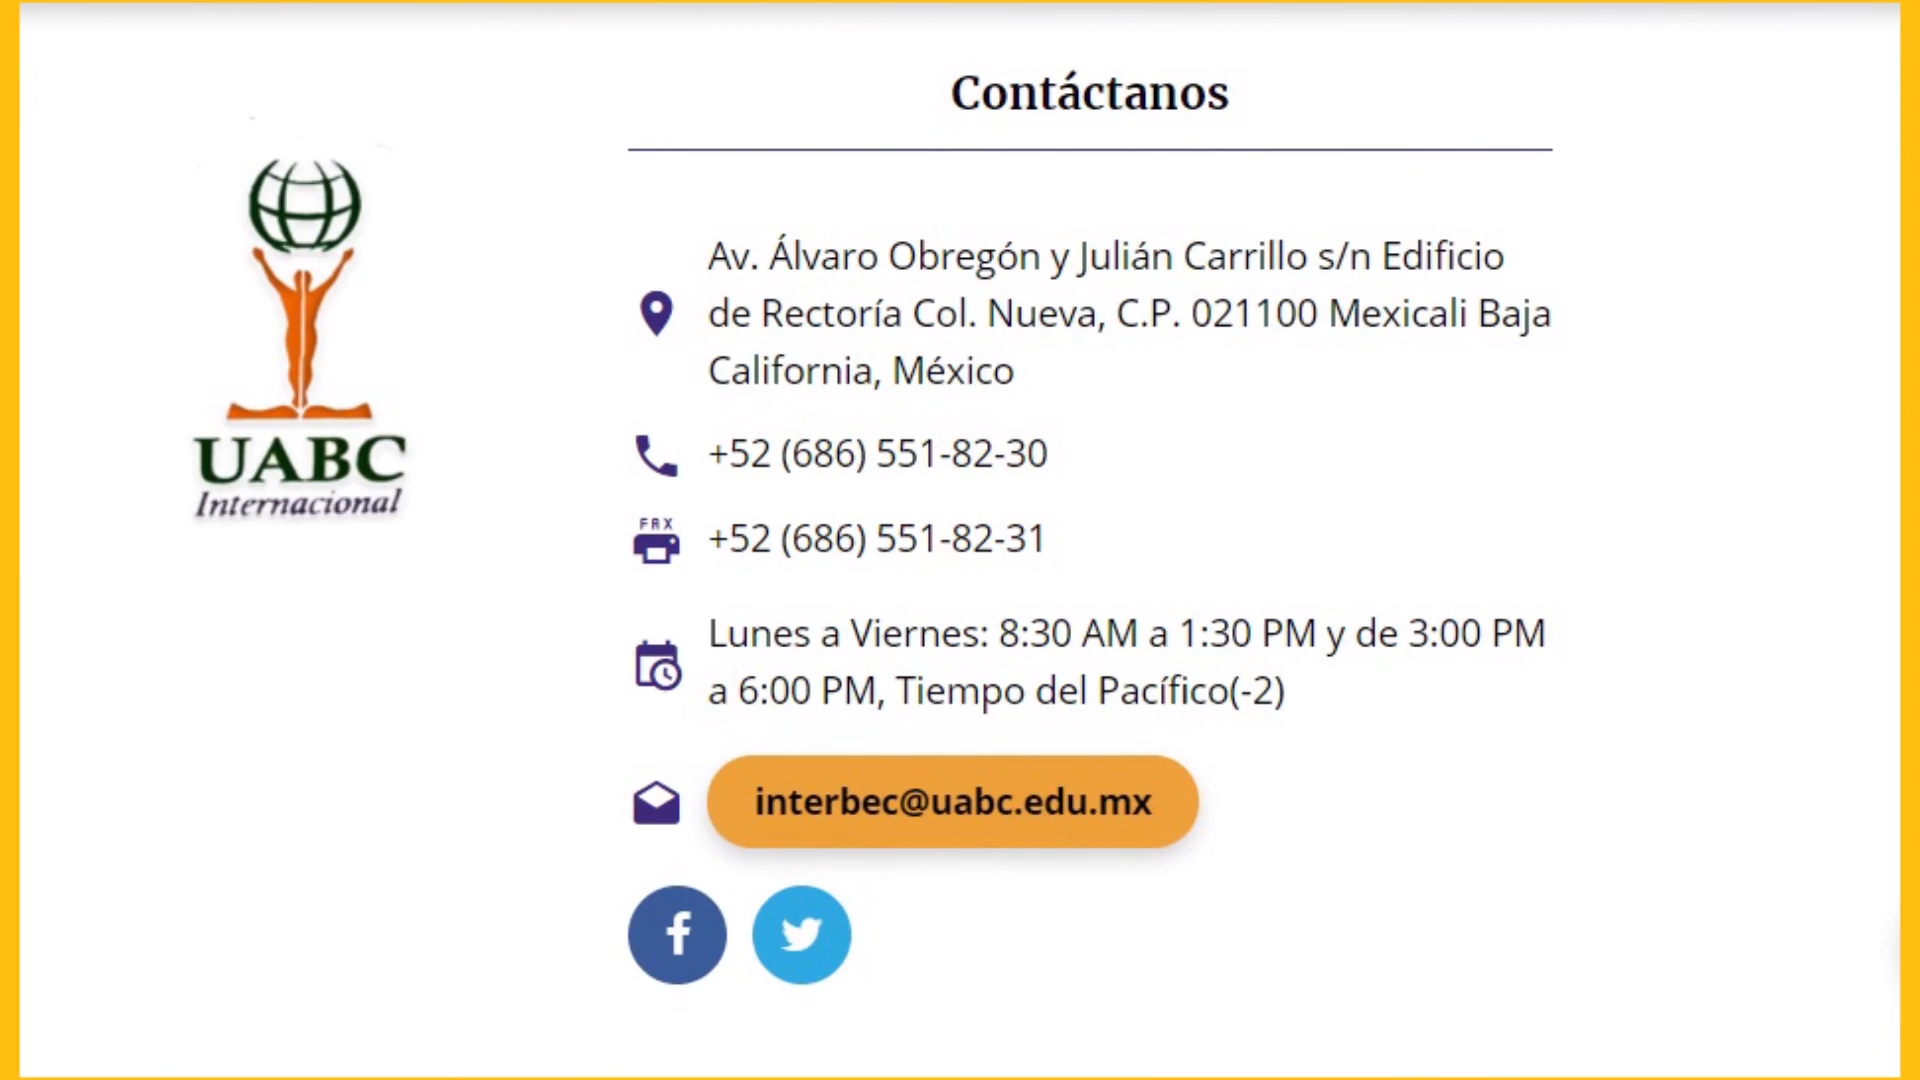 Contáctanos
UABC
Internacional
Av. Álvaro Obregón y Julián Carrillo s/n Edificio
de Rectoría Col. Nueva, C.P. 021100 Mexicali Baja
California, México
+52 (686) 551-82-30
FAX
+52 (686) 551-82-31
Lunes a Viernes: 8:30 AM a 1:30 PM y de 3:00 PM
a 6:00 PM, Tiempo del Pacífico(-2)
interbec@uabc.edu.mx